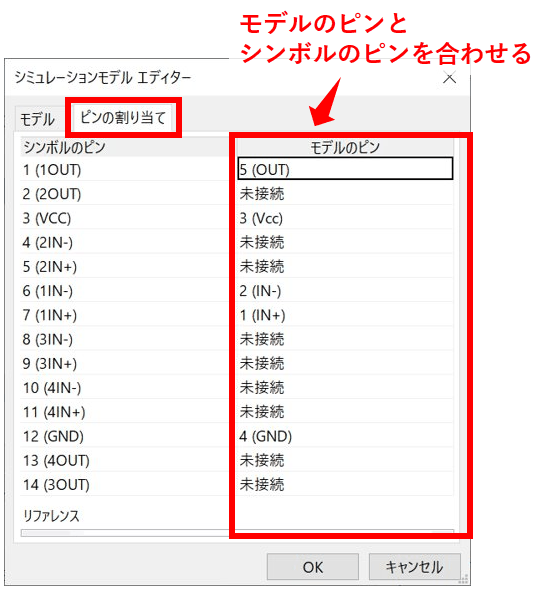 モデルのピンと
シンボルのピンを合わせる
シミュレーションモデル エディター
モデル ピンの割り当て
シンボルのピン モデルのピン
1 (1OUT) 5 (OUT)
2 (2OUT) 未接続
3 (VCC) 3 (Vcc)
4 (2IN-) 未接続
5 (2IN+) 未接続
6 (1IN-) 2 (IN-)
7 (1IN+) 1 (IN+)
8 (3IN-) 未接続
9 (3IN+) 未接続
10 (4IN-) 未接続
11 (4IN+) 未接続
12 (GND) 4 (GND)
13 (4OUT) 未接続
14 (3OUT) 未接続
リファレンス
OK キャンセル